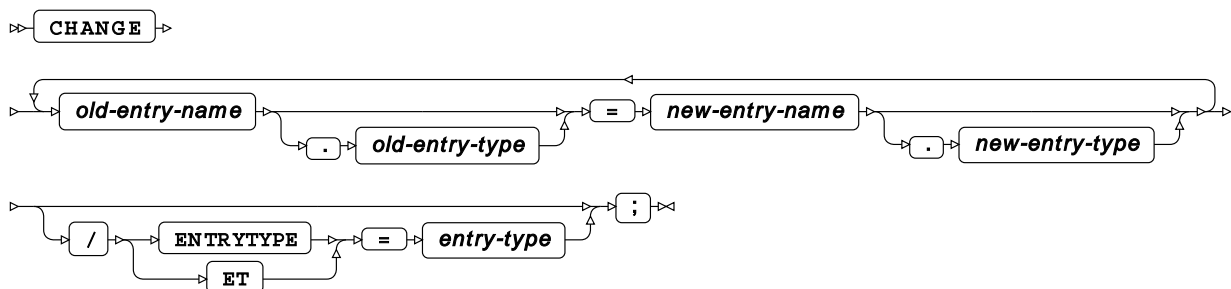 CHANGE
old-entry-name = new-entry-name
. old-entry-type . new-entry-type
;
/ ENTRYTYPE = entry-type
ET